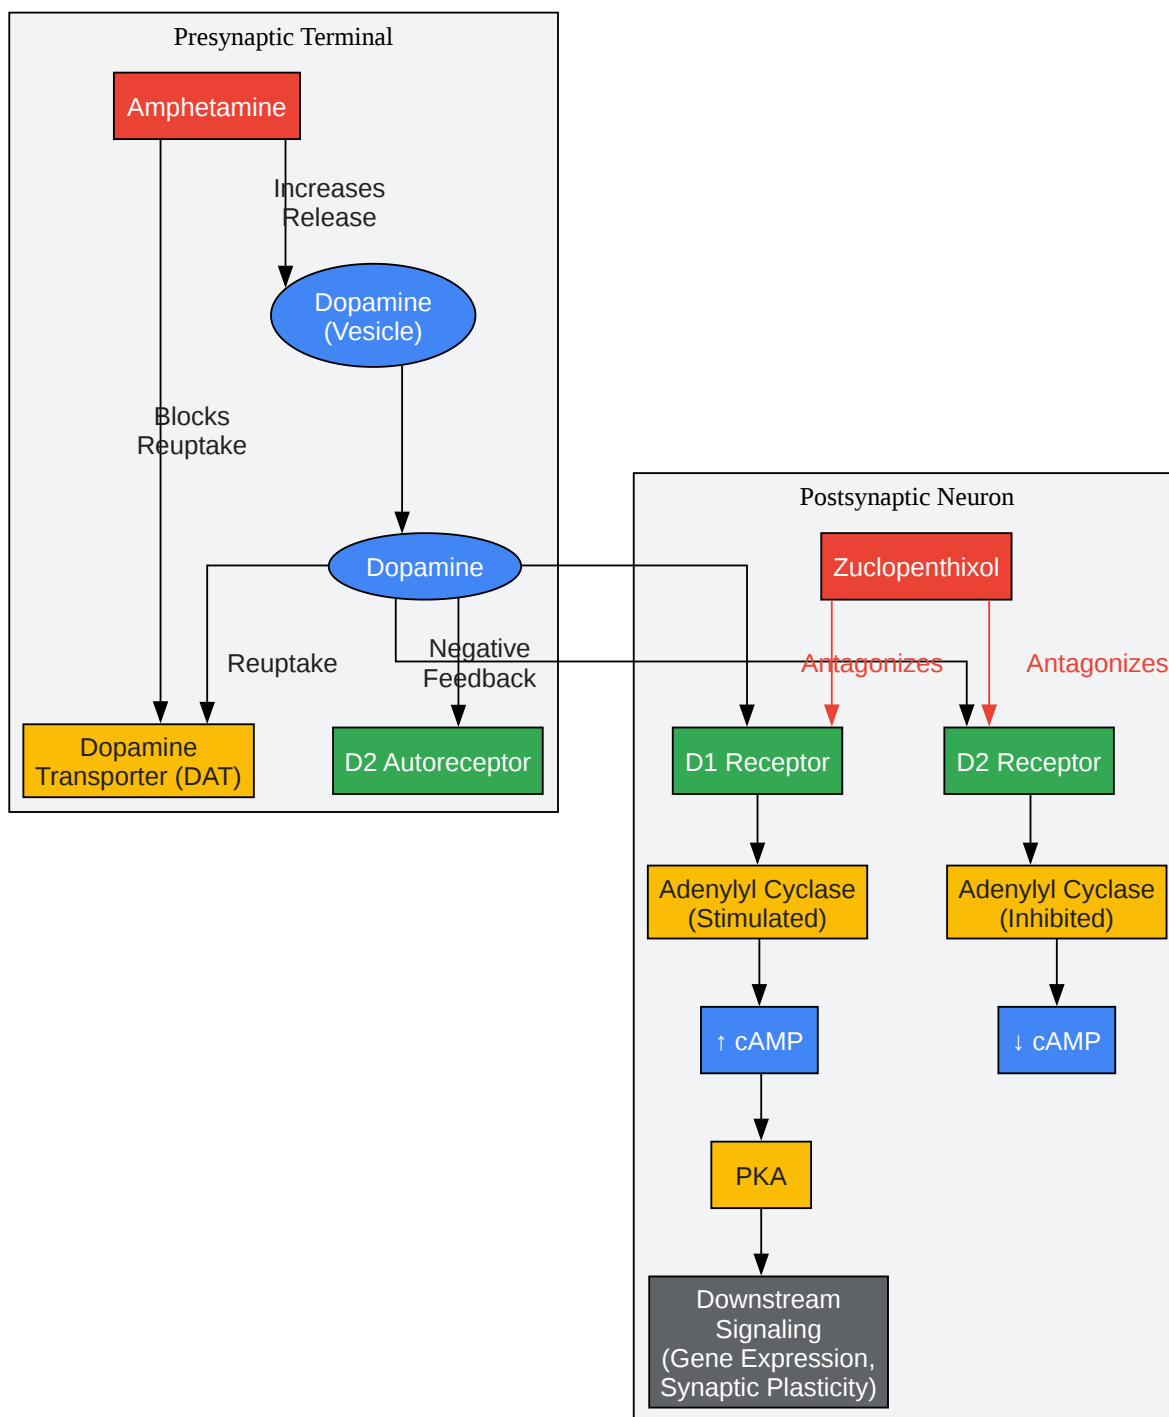 Presynaptic Terminal
Amphetamine
Increases
Release
Dopamine
(Vesicle)
Blocks
Reuptake
Postsynaptic Neuron
Dopamine
Zuclopenthixol
Reuptake
Negative
Feedback
Antagonizes
Antagonizes
Dopamine
Transporter (DAT)
D2 Autoreceptor
D1 Receptor
D2 Receptor
Adenylyl Cyclase
(Stimulated)
Adenylyl Cyclase
(Inhibited)
↑ cAMP
↓ cAMP
PKA
Downstream
Signaling
(Gene Expression,
Synaptic Plasticity)